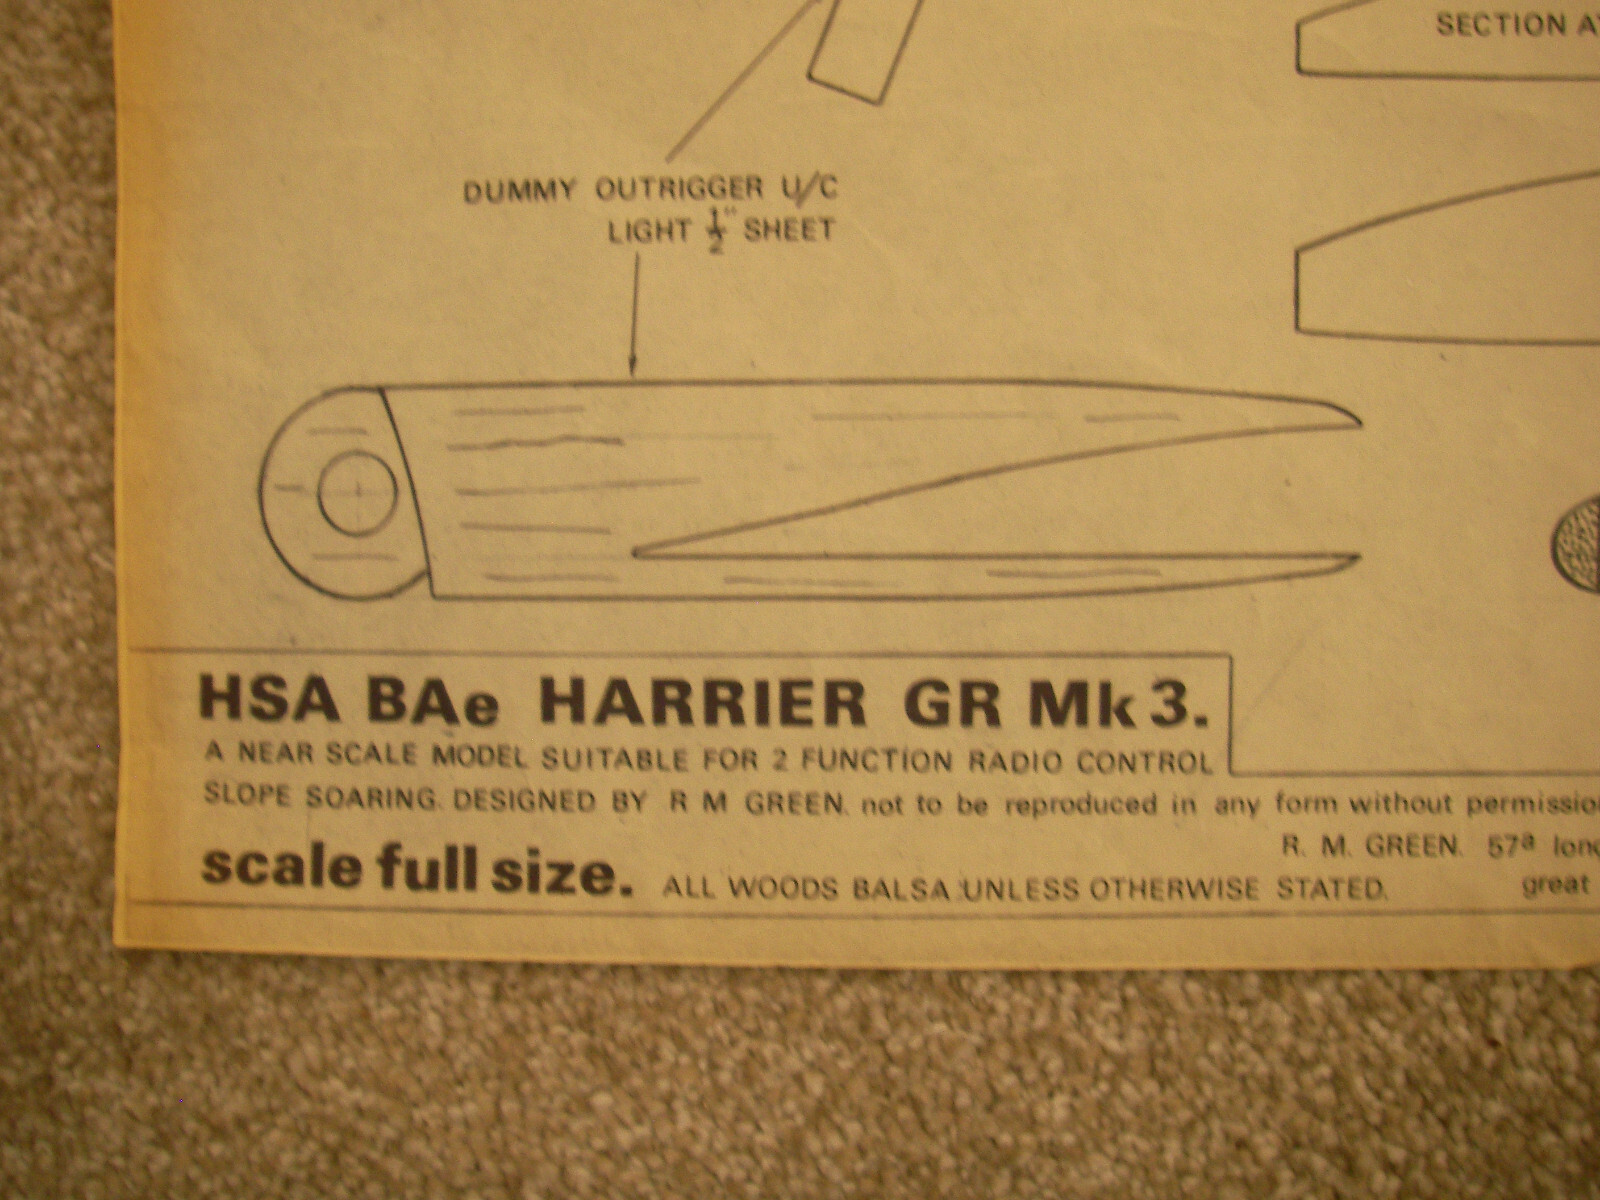 SECTION
DUMMY OUTRIGGER U/C
LIGHT 1/2" SHEET
HSA BAe HARRIER GR Mk 3.
A NEAR SCALE MODEL SUITABLE FOR 2 FUNCTION RADIO CONTROL
SLOPE SOARING. DESIGNED BY R M GREEN. not to be reproduced in any form without
R. M. GREEN. 57a
scale full size. ALL WOODS BALSA UNLESS OTHERWISE STATED.
great